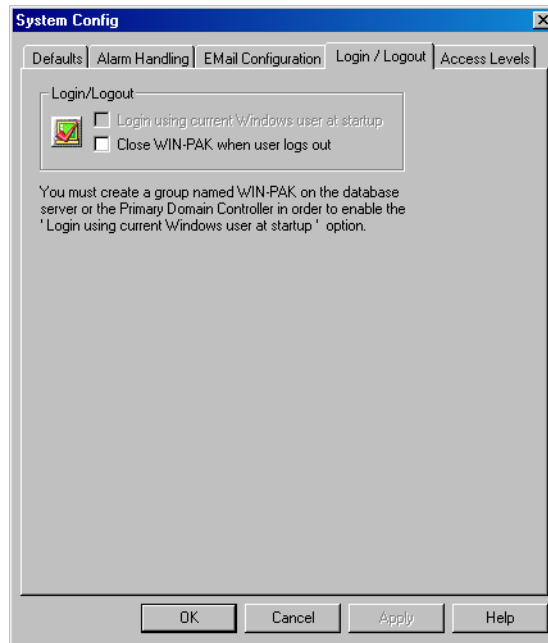 System Config
Defaults
Alarm Handling
EMail Configuration
Login / Logout
Access Levels
Login/Logout
Login using current Windows user at startup
Close WIN-PAK when user logs out
You must create a group named WIN-PAK on the database
server or the Primary Domain Controller in order to enable the
' Login using current Windows user at startup ' option.
OK
Cancel
Apply
Help